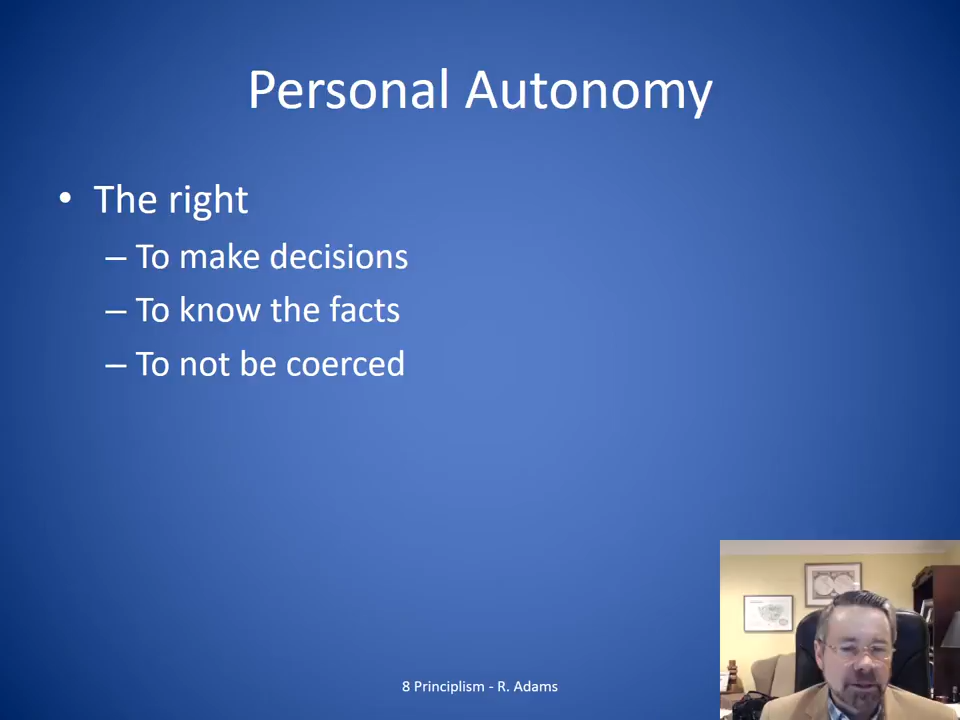 Personal Autonomy
• The right
– To make decisions
– To know the facts
– To not be coerced
8 Principlism - R. Adams